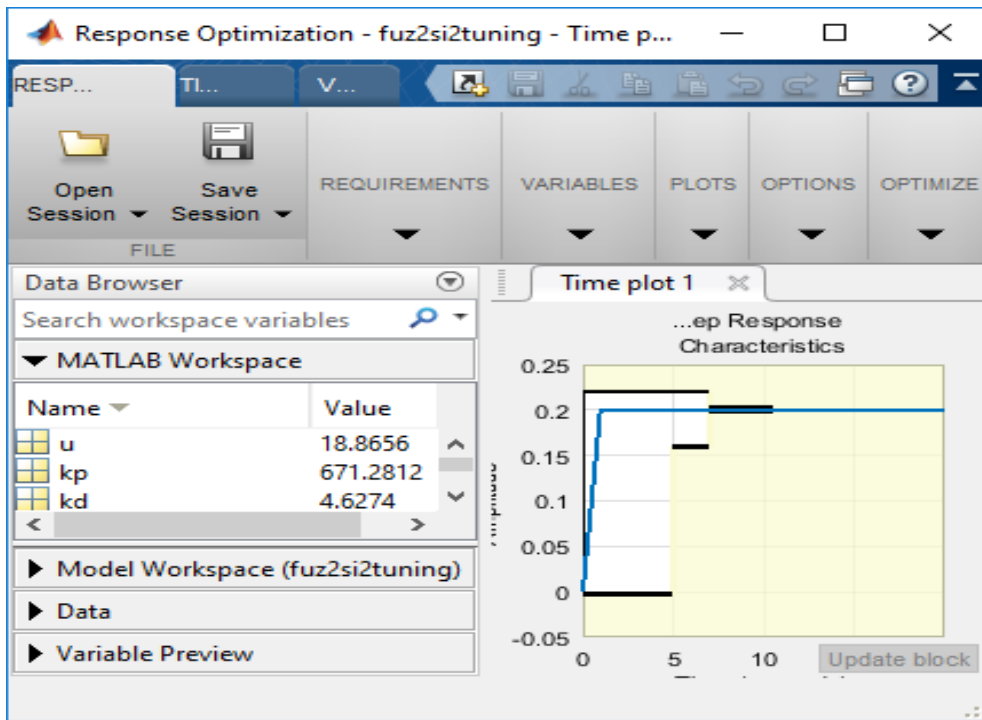 Response Optimization - fuz2si2tuning - Time p...
RESP... TI... V...
Open Session
Save Session
FILE
REQUIREMENTS
VARIABLES
PLOTS
OPTIONS
OPTIMIZE
Data Browser
Search workspace variables
MATLAB Workspace
Name Value
u 18.8656
kp 671.2812
kd 4.6274
Model Workspace (fuz2si2tuning)
Data
Variable Preview
Time plot 1
...ep Response
Characteristics
0.25
0.2
0.15
0.1
0.05
0
-0.05
0 5 10
Update block